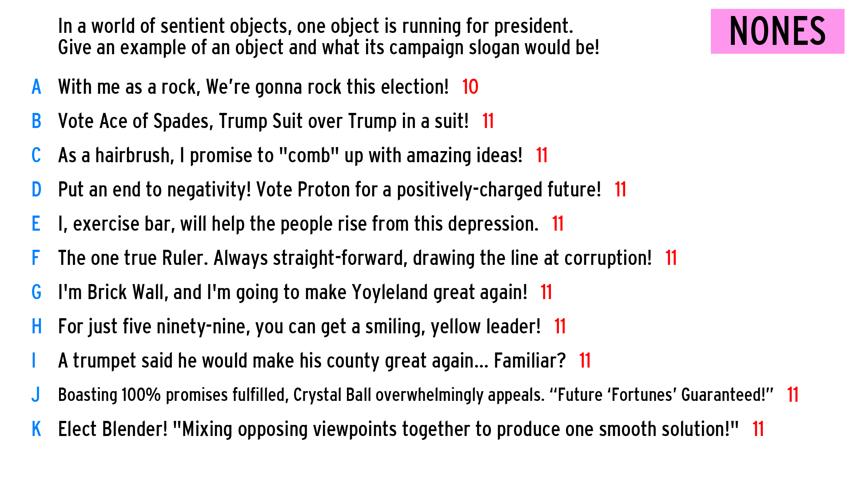 In a world of sentient objects, one object is running for president.
Give an example of an object and what its campaign slogan would be!
NONES
A With me as a rock, We're gonna rock this election! 10
B Vote Ace of Spades, Trump Suit over Trump in a suit! 11
C As a hairbrush, I promise to "comb" up with amazing ideas! 11
D Put an end to negativity! Vote Proton for a positively-charged future! 11
E I, exercise bar, will help the people rise from this depression. 11
F The one true Ruler. Always straight-forward, drawing the line at corruption! 11
G I'm Brick Wall, and I'm going to make Yoyleland great again! 11
H For just five ninety-nine, you can get a smiling, yellow leader! 11
I A trumpet said he would make his county great again... Familiar? 11
J Boasting 100% promises fulfilled, Crystal Ball overwhelmingly appeals. “Future ‘Fortunes’ Guaranteed!” 11
K Elect Blender! "Mixing opposing viewpoints together to produce one smooth solution!" 11